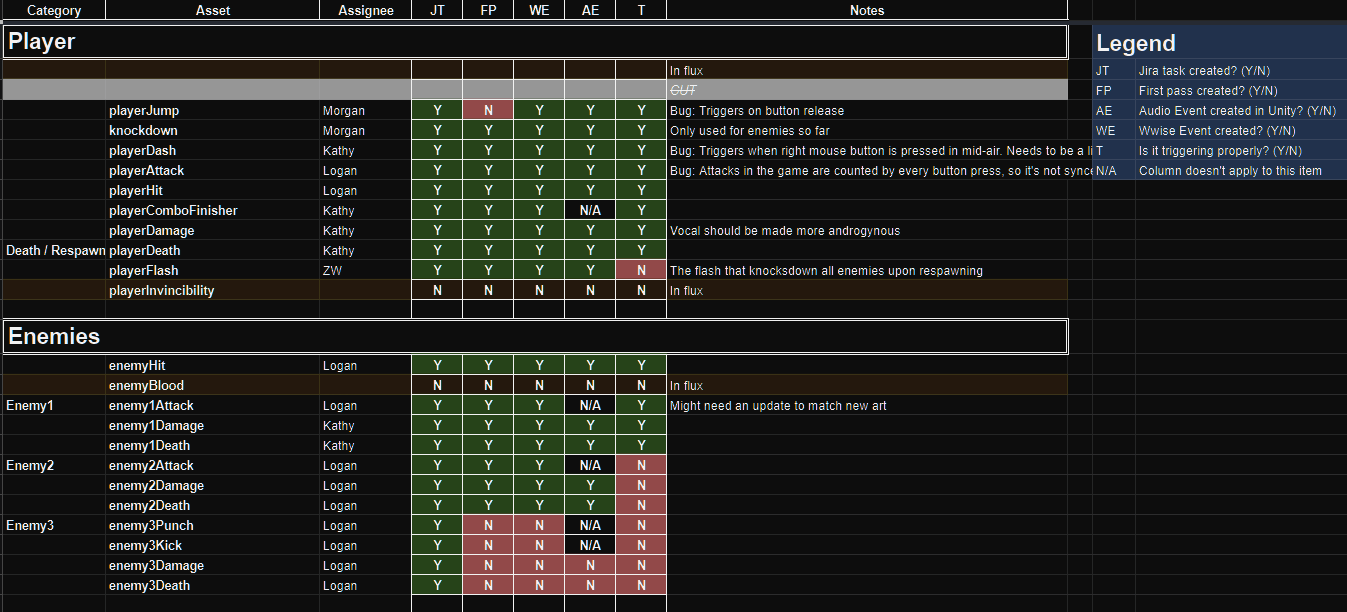 Category Asset Assignee JT FP WE AE T Notes
Player
Legend
In flux
JT Jira task created? (Y/N)
CUT
FP First pass created? (Y/N)
playerJump Morgan Y N Y Y Y Bug: Triggers on button release
AE Audio Event created in Unity? (Y/N)
knockdown Morgan Y Y Y Y Y Only used for enemies so far
WE Wwise Event created? (Y/N)
playerDash Kathy Y Y Y Y Y Bug: Triggers when right mouse button is pressed in mid-air. Needs to be a li
T Is it triggering properly? (Y/N)
playerAttack Logan Y Y Y Y Y Bug: Attacks in the game are counted by every button press, so it's not synce
N/A Column doesn't apply to this item
playerHit Logan Y Y Y Y Y
playerComboFinisher Kathy Y Y Y N/A Y
playerDamage Kathy Y Y Y Y Y Vocal should be made more androgynous
Death / Respawn playerDeath Kathy Y Y Y Y Y
playerFlash ZW Y Y Y Y N The flash that knocksdown all enemies upon respawning
playerInvincibility N N N N N In flux
Enemies
enemyHit Logan Y Y Y Y Y
enemyBlood N N N N N In flux
Enemy1 enemy1Attack Logan Y Y Y N/A Y Might need an update to match new art
enemy1Damage Kathy Y Y Y Y Y
enemy1Death Kathy Y Y Y Y Y
Enemy2 enemy2Attack Logan Y Y Y N/A N
enemy2Damage Logan Y Y Y Y N
enemy2Death Logan Y Y Y Y N
Enemy3 enemy3Punch Logan Y N N N/A N
enemy3Kick Logan Y N N N/A N
enemy3Damage Logan Y N N N N
enemy3Death Logan Y N N N N